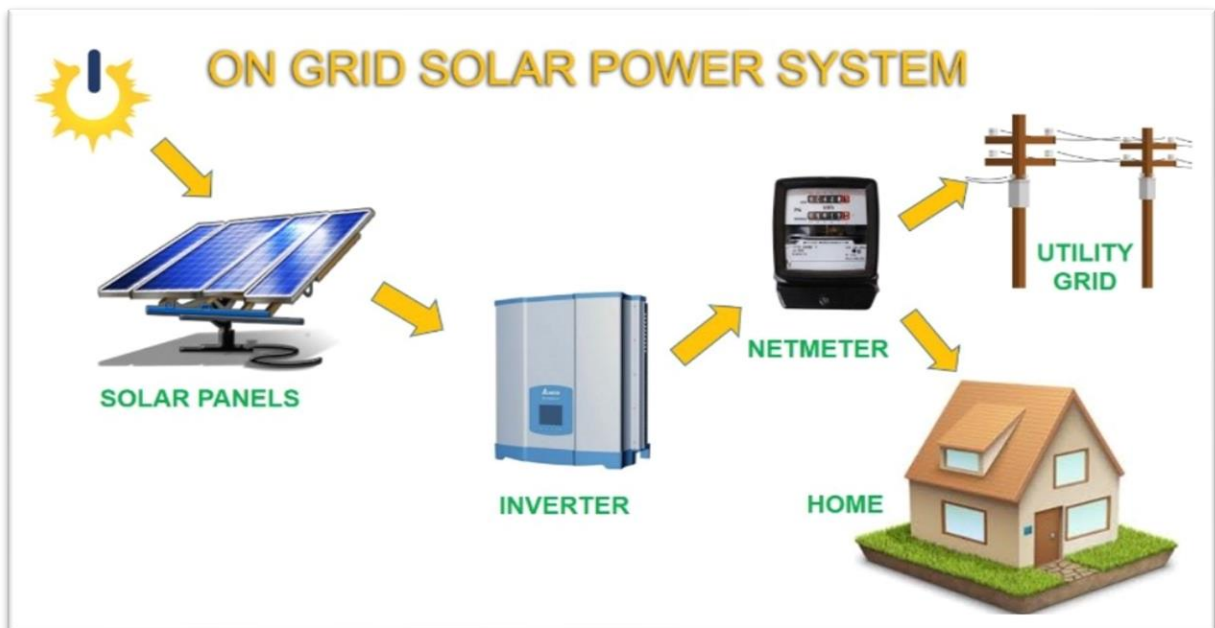 ON GRID SOLAR POWER SYSTEM
UTILITY
GRID
NETMETER
SOLAR PANELS
INVERTER
HOME